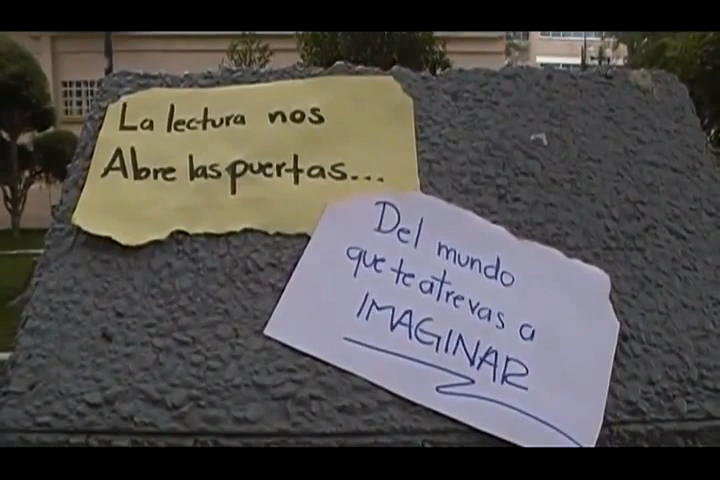 La lectura nos
Abre las puertas...
Del mundo
que te atrevas a
IMAGINAR